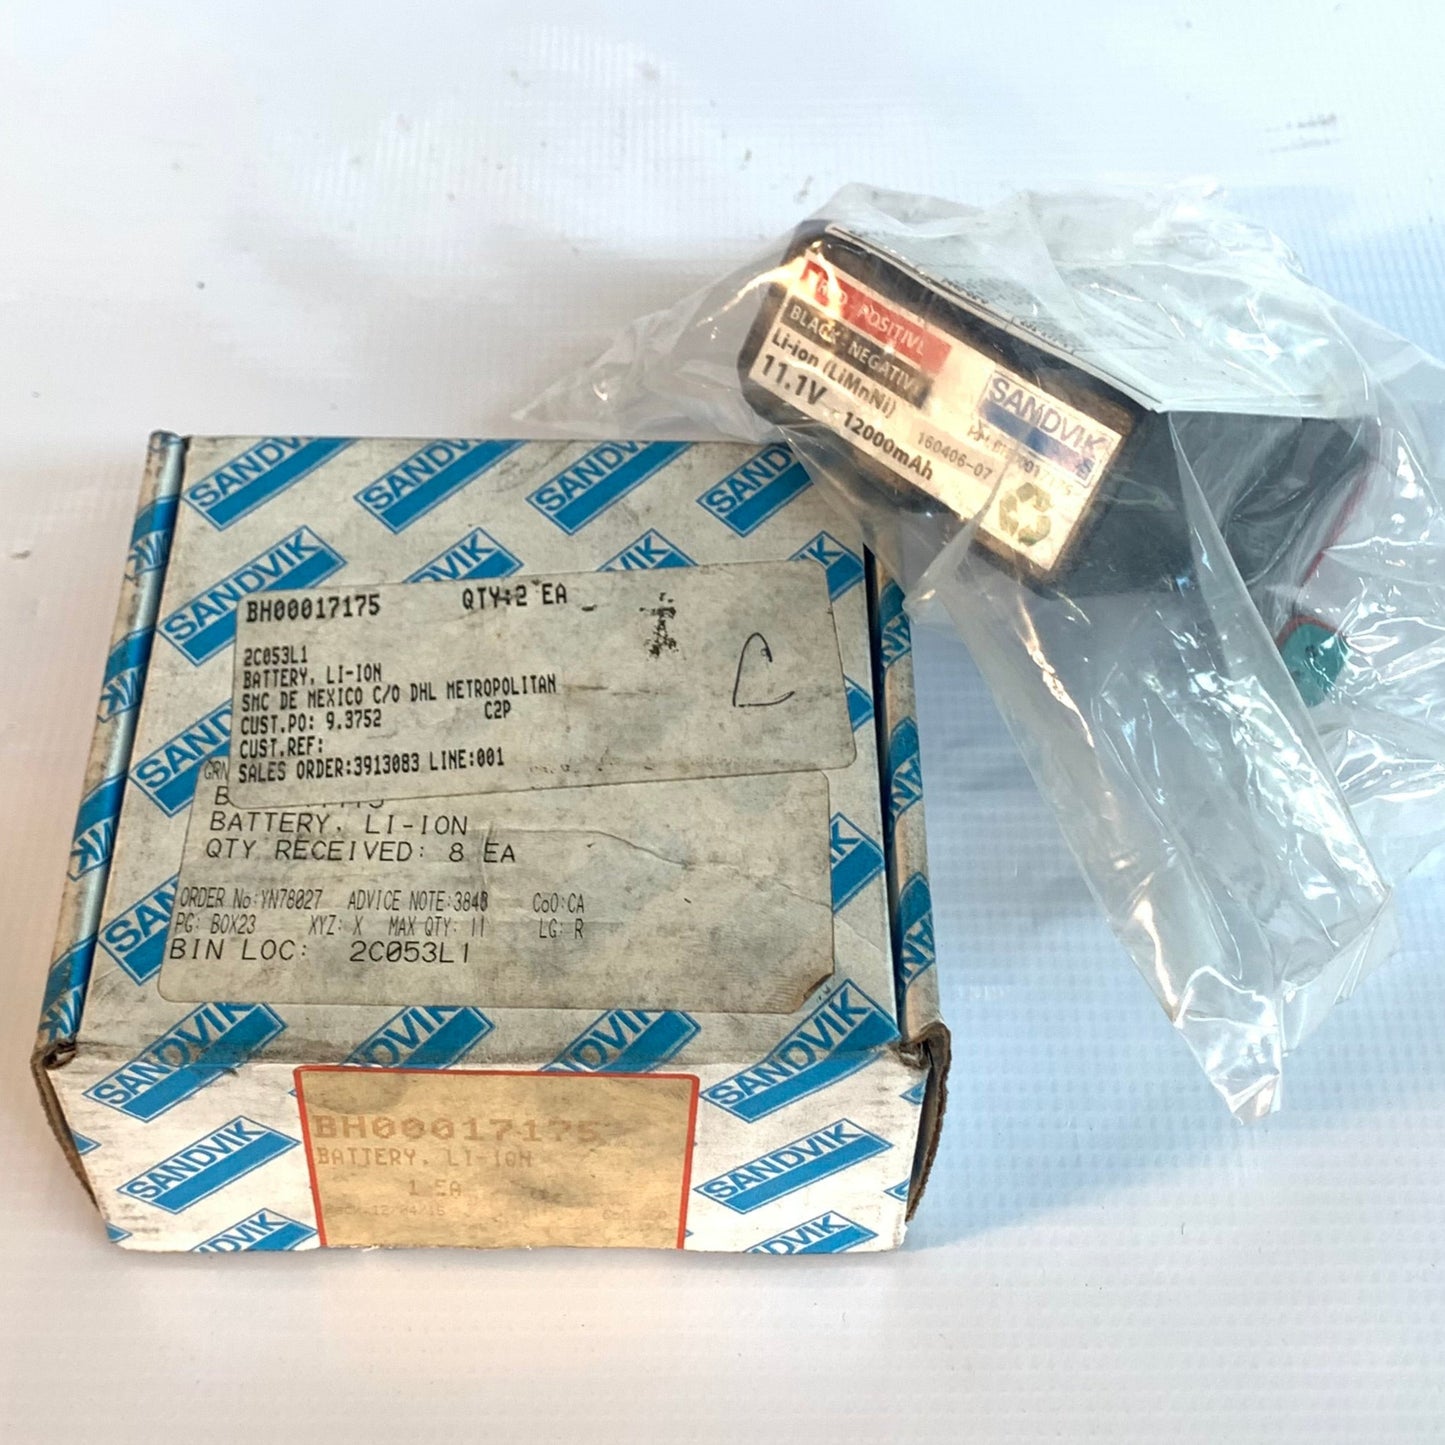 RED - POSITIVE
BLACK - NEGATIVE
Li-ion (LiMnNi)
11.1V - 12000mAh
160406-07
SANDVIK
SANDVIK
BH00017175 QTY:2 EA
2C053L1
BATTERY, LI-ION
SMC DE MEXICO C/O DHL METROPOLITAN
CUST.PO: 9.3752 C2P
CUST.REF:
SALES ORDER:3913083 LINE:001
GRN
BATTERY, LI-ION
QTY RECEIVED: 8 EA
ORDER No:YN78027 ADVICE NOTE:3848 CoO:CA
PG: BOX23 XYZ: X MAX QTY: 11 LG: R
BIN LOC: 2C053L1
BH00017175
BATTERY, LI-ION
1 EA